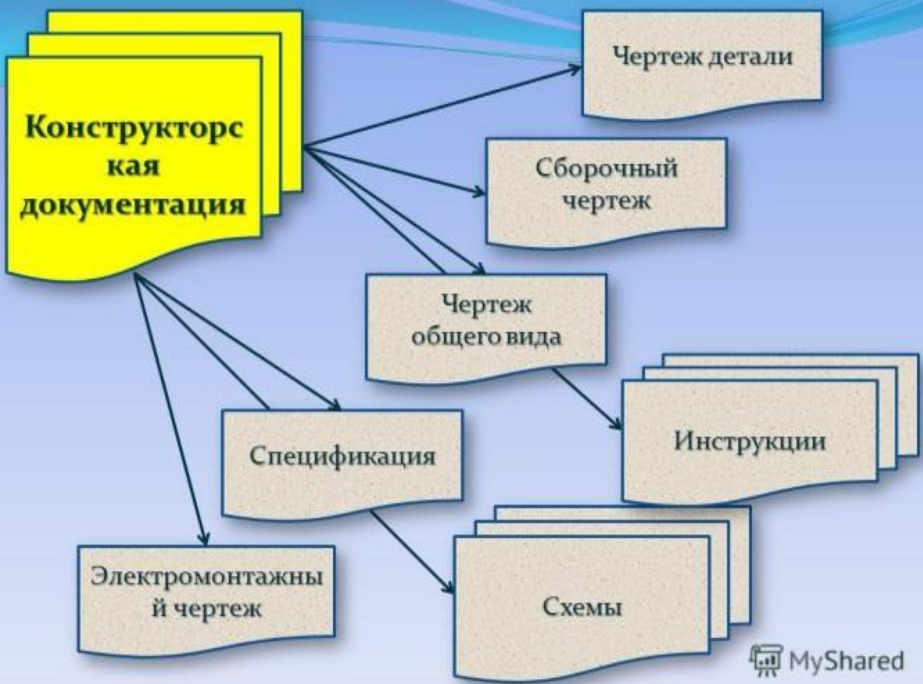 Конструкторс
кая
документация
Чертеж детали
Сборочный
чертеж
Чертеж
общего вида
Инструкции
Спецификация
Электромонтажны
й чертеж
Схемы
MyShared